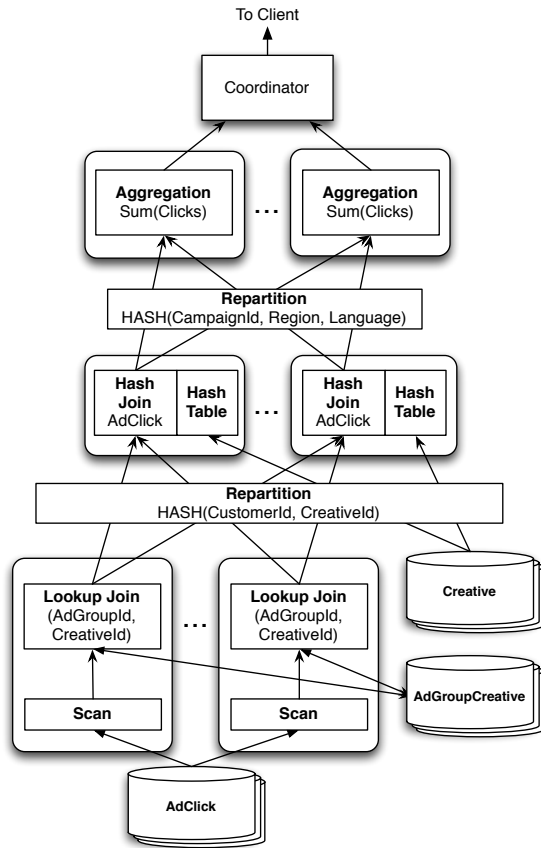 To Client
Coordinator
Aggregation
Sum(Clicks)
...
Aggregation
Sum(Clicks)
Repartition
HASH(CampaignId, Region, Language)
Hash
Join
AdClick
Hash
Table
...
Hash
Join
AdClick
Hash
Table
Repartition
HASH(CustomerId, CreativeId)
Lookup Join
(AdGroupId,
CreativeId)
...
Lookup Join
(AdGroupId,
CreativeId)
Creative
Scan
Scan
AdGroupCreative
AdClick